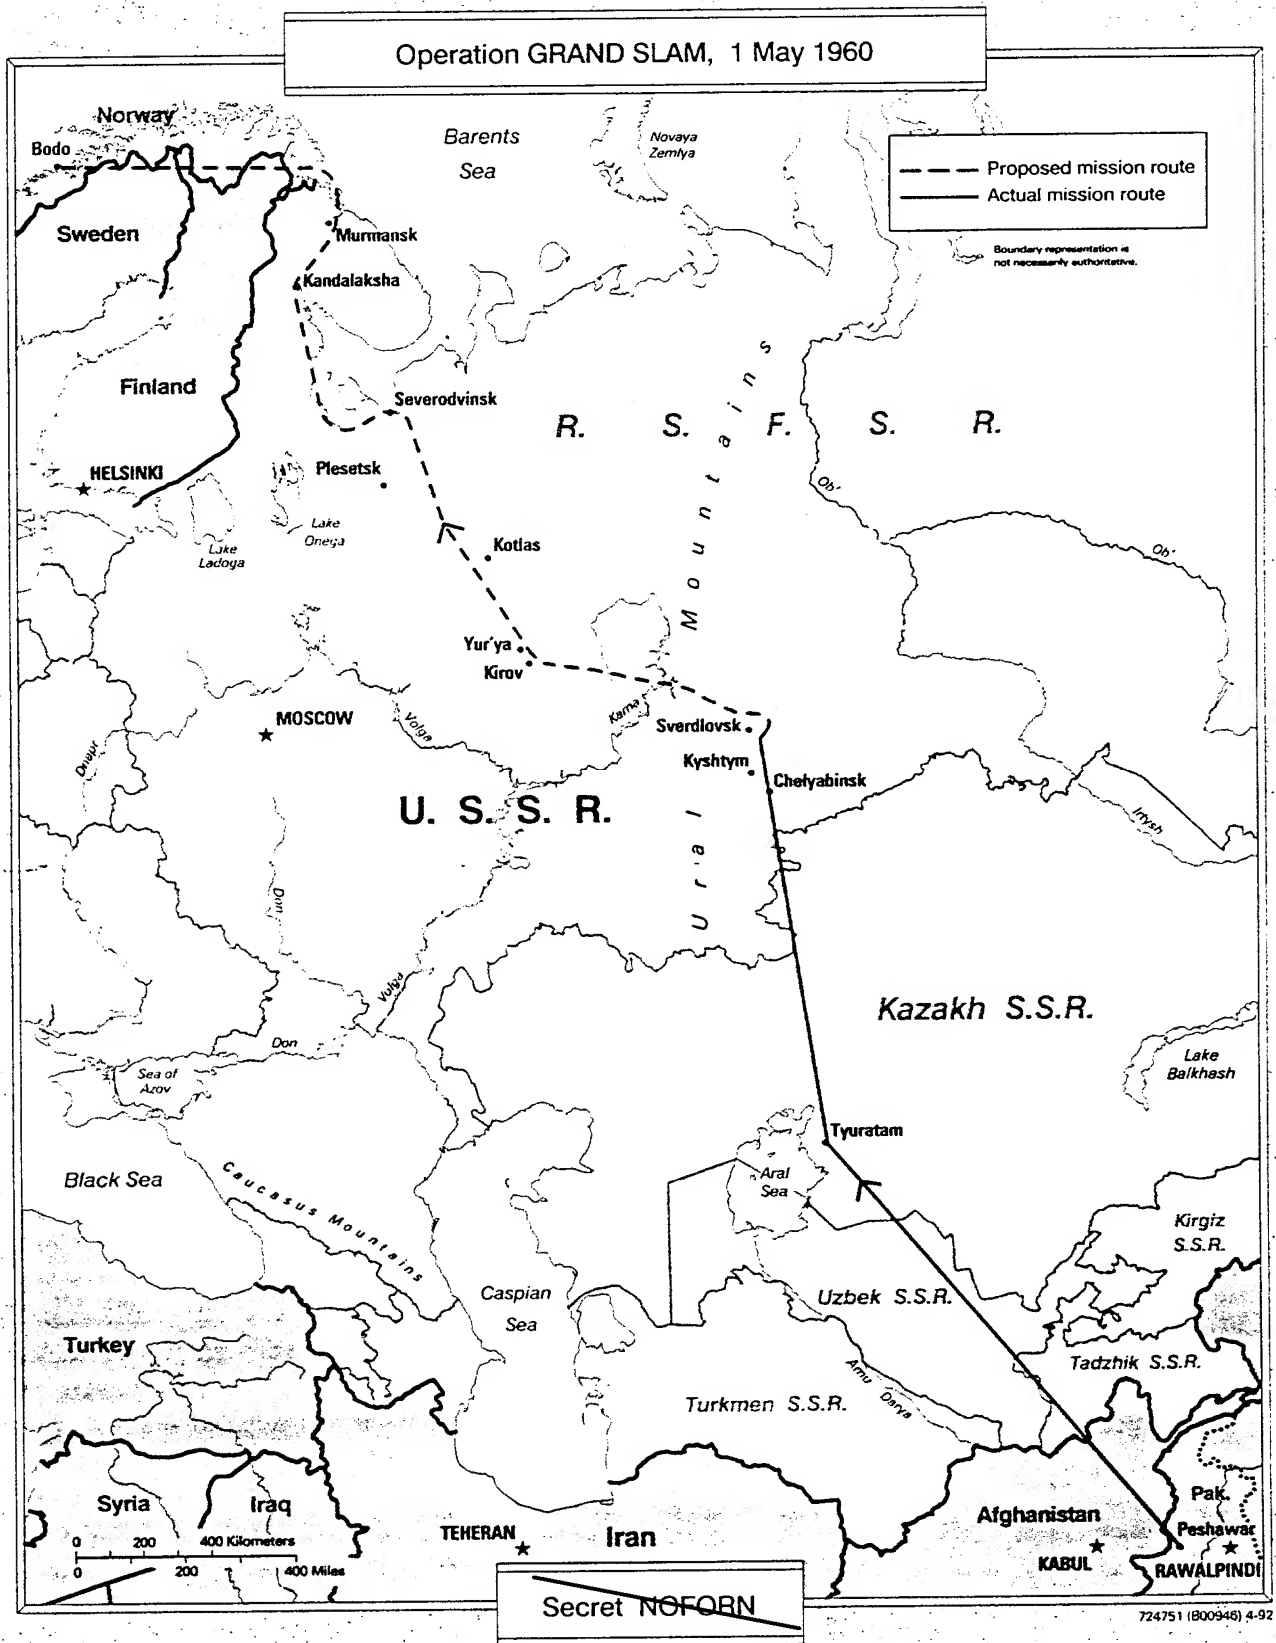 Operation GRAND SLAM, 1 May 1960
Norway
Bodo
Barents
Sea
Novaya
Zemlya
Proposed mission route
Actual mission route
Boundary representation is
not necessarily authoritative.
Sweden
Murmansk
Kandalaksha
Finland
Severodvinsk
R. S. F. S. R.
HELSINKI
Plesetsk
Ob'
Lake
Onega
Lake
Ladoga
Kotlas
Ob'
Ural Mountains
Yur'ya
Kirov
MOSCOW
Volga
Kama
Sverdlovsk
Dnepr
Kyshtym
Chelyabinsk
U. S. S. R.
Irtysh
Don
Volga
Kazakh S.S.R.
Don
Sea of
Azov
Lake
Balkhash
Tyuratam
Black Sea
Caucasus Mountains
Aral
Sea
Kirgiz
S.S.R.
Caspian
Sea
Uzbek S.S.R.
Turkey
Tadzhik S.S.R.
Amu Darya
Turkmen S.S.R.
Syria
Iraq
Afghanistan
Pak.
Peshawar
TEHERAN
Iran
KABUL
RAWALPINDI
0 200 400 Kilometers
0 200 400 Miles
Secret NOFORN
724751 (B00946) 4-92